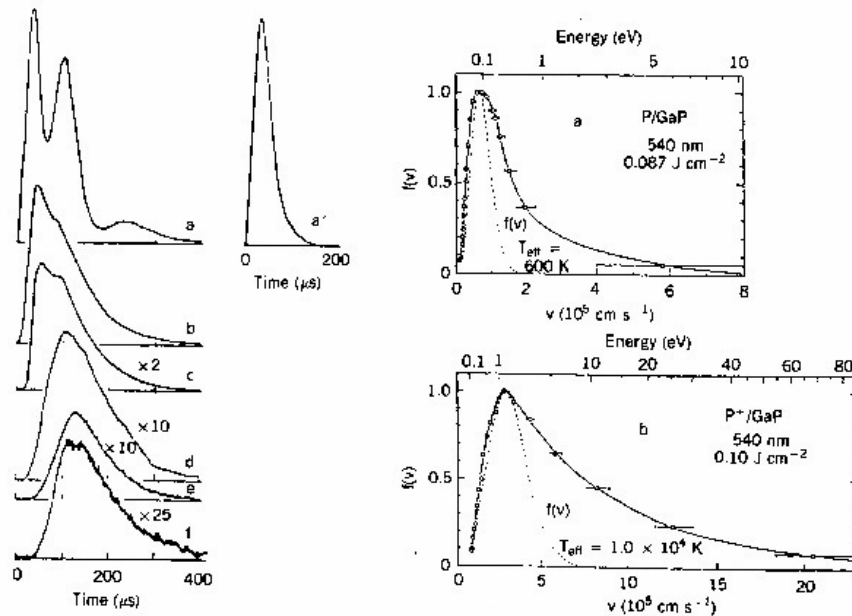 a
b
×2
c
×10
d
×10
e
×25
f
0
200
400
Time (μs)
a'
0
200
Time (μs)
Energy (eV)
0.1
1
5
10
a
P/GaP
540 nm
0.087 J cm⁻²
f(v)
T_eff =
600 K
1.0
0.5
0
f(v)
0
2
4
6
8
v (10⁵ cm s⁻¹)
Energy (eV)
0.1
1
10
20
30
40
60
80
b
P⁺/GaP
540 nm
0.10 J cm⁻²
f(v)
T_eff = 1.0 × 10⁴ K
1.0
0.5
0
f(v)
0
5
10
15
20
v (10⁵ cm s⁻¹)